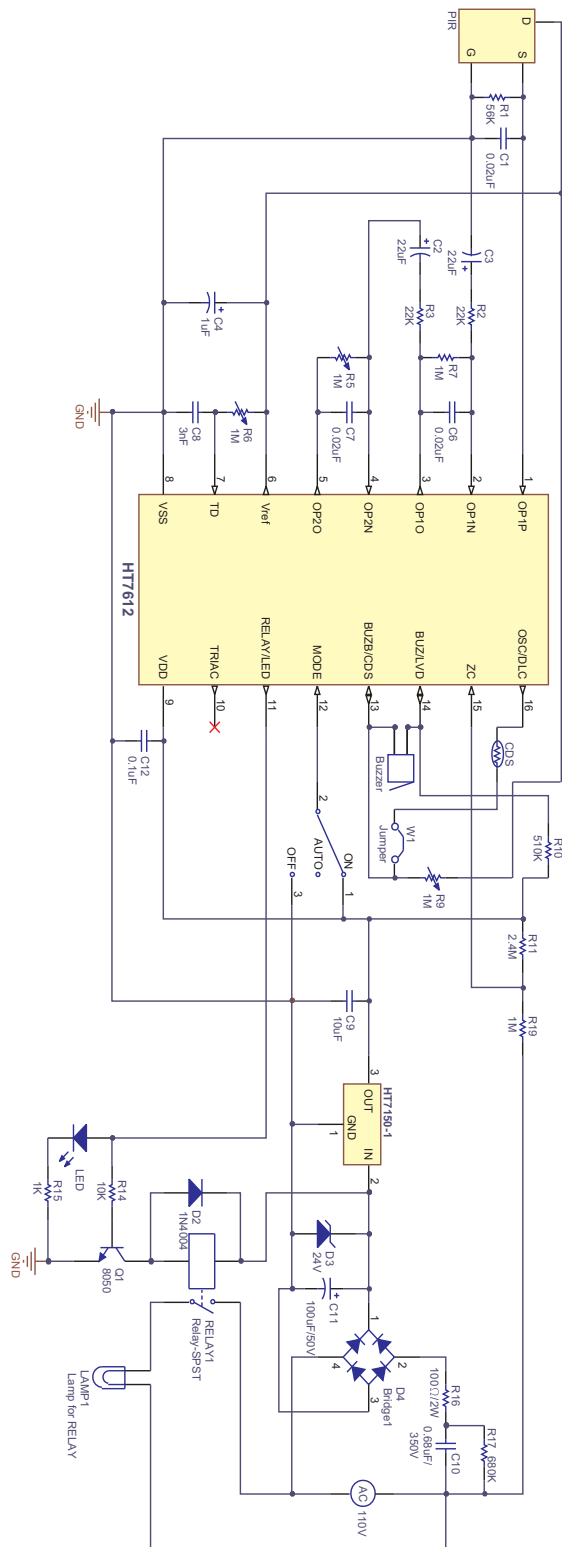 PIR
D
G
S
R1
56K
C1
0.02uF
C2
22uF
C3
22uF
R3
22K
R2
22K
C4
1uF
R5
1M
R7
1M
C8
3nF
R6
1M
C7
0.02uF
C6
0.02uF
GND
8
7
6
5
4
3
2
1
VSS
TD
Vref
OP2O
OP2N
OP1O
OP1N
OP1P
HT7612
VDD
TRIAC
RELAY/LED
MODE
BUZB/CDS
BUZ/LVD
ZC
OSC/DLC
9
10
11
12
13
14
15
16
C12
0.1uF
Buzzer
CDS
W1
Jumper
R10
510K
2
ON
AUTO
OFF
1
3
R9
1M
R11
2.4M
R19
1M
C9
10uF
HT7150-1
3
OUT
GND
1
IN
2
LED
R15
1K
R14
10K
Q1
8050
GND
D2
1N4004
RELAY1
Relay-SPST
D3
24V
C11
100uF/50V
1
2
3
4
D4
Bridge1
R16
100Ω/2W
R17
680K
C10
0.68uF/
350V
LAMP1
Lamp for RELAY
AC
110V